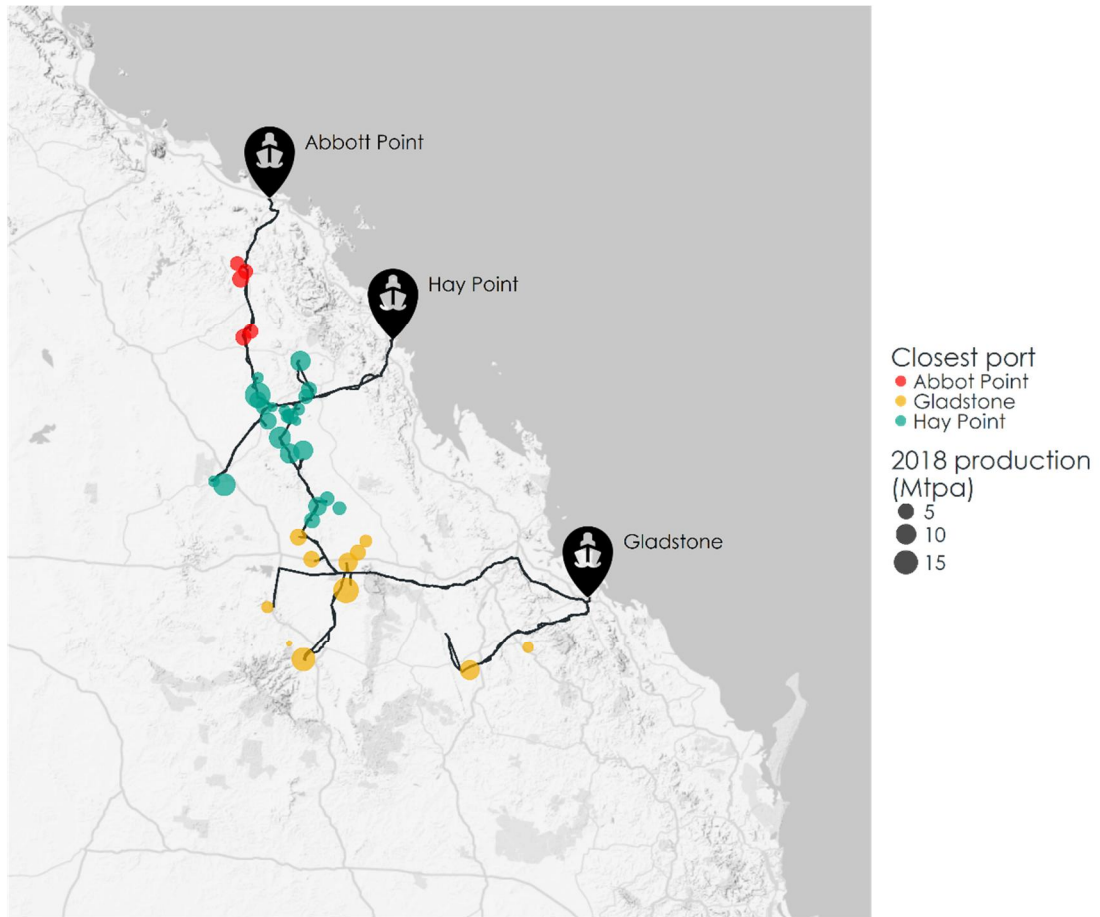 Abbott Point
Hay Point
Gladstone
Closest port
Abbot Point
Gladstone
Hay Point
2018 production
(Mtpa)
5
10
15